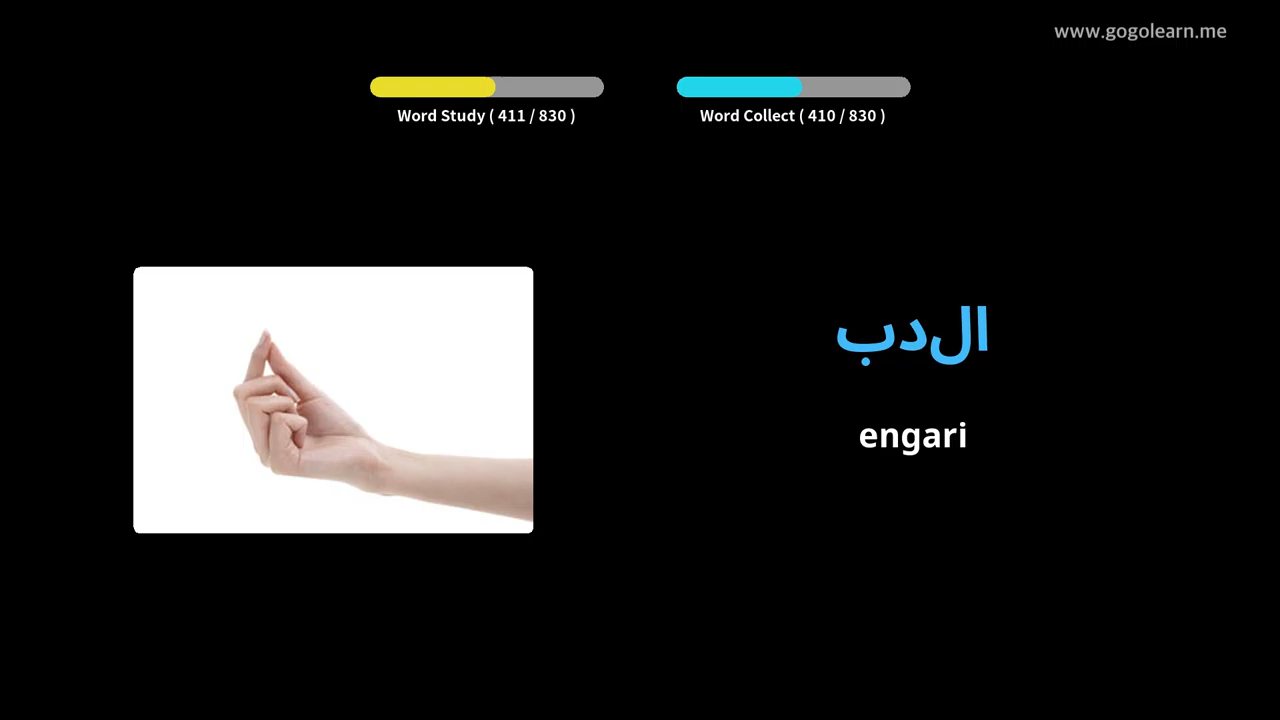 www.gogolearn.me
Word Study ( 411 / 830 )
Word Collect ( 410 / 830 )
الدب
engari